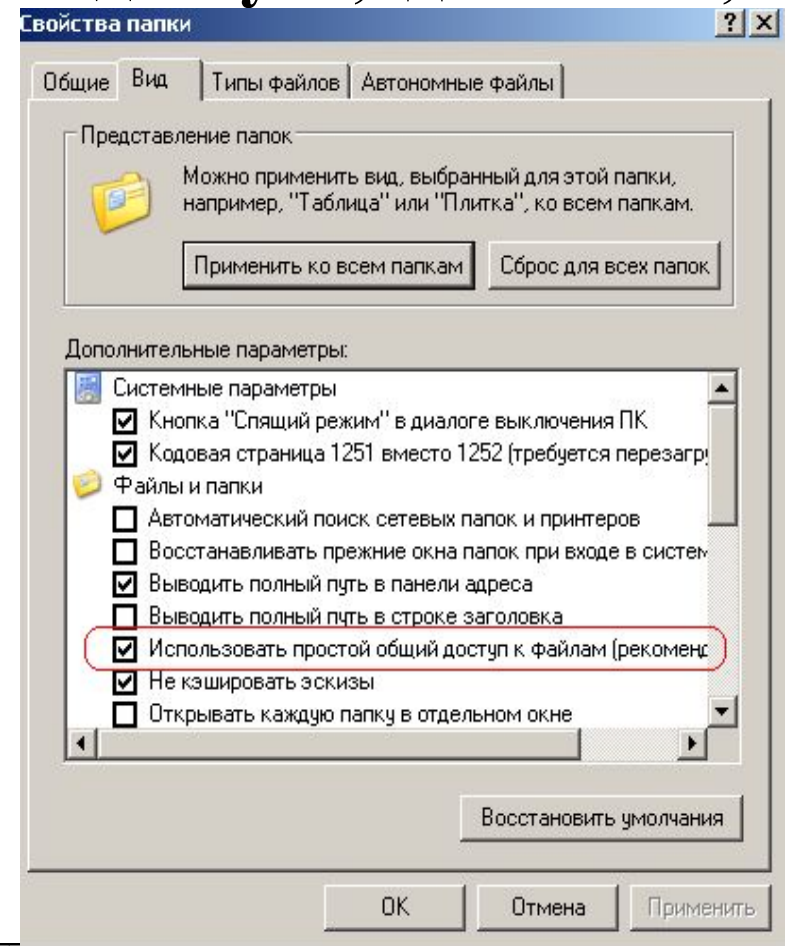 Свойства папки
Общие Вид Типы файлов Автономные файлы
Представление папок
Можно применить вид, выбранный для этой папки,
например, "Таблица" или "Плитка", ко всем папкам.
Применить ко всем папкам Сброс для всех папок
Дополнительные параметры:
Системные параметры
Кнопка "Спящий режим" в диалоге выключения ПК
Кодовая страница 1251 вместо 1252 (требуется перезагру
Файлы и папки
Автоматический поиск сетевых папок и принтеров
Восстанавливать прежние окна папок при входе в систем
Выводить полный путь в панели адреса
Выводить полный путь в строке заголовка
Использовать простой общий доступ к файлам (рекоменд
Не кэшировать эскизы
Открывать каждую папку в отдельном окне
Восстановить умолчания
OK Отмена Применить